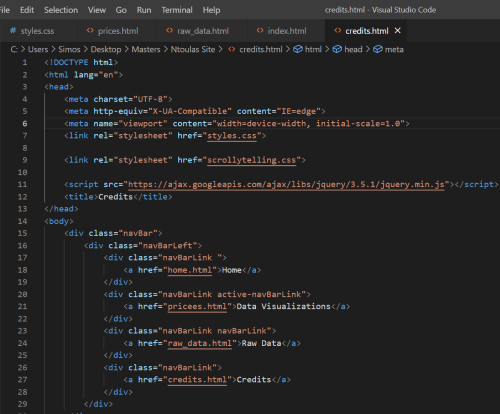 File Edit Selection View Go Run Terminal Help credits.html - Visual Studio Code
# styles.css <> prices.html <> raw_data.html <> index.html <> credits.html ×
C: > Users > Simos > Desktop > Masters > Ntoulas Site > <> credits.html > html > head > meta
1 <!DOCTYPE html>
2 <html lang="en">
3 <head>
4 <meta charset="UTF-8">
5 <meta http-equiv="X-UA-Compatible" content="IE=edge">
6 <meta name="viewport" content="width=device-width, initial-scale=1.0">
7 <link rel="stylesheet" href="styles.css">
8
9 <link rel="stylesheet" href="scrollytelling.css">
10
11 <script src="https://ajax.googleapis.com/ajax/libs/jquery/3.5.1/jquery.min.js"></script>
12 <title>Credits</title>
13 </head>
14 <body>
15 <div class="navBar">
16 <div class="navBarLeft">
17 <div class="navBarLink ">
18 <a href="home.html">Home</a>
19 </div>
20 <div class="navBarLink active-navBarLink">
21 <a href="pricees.html">Data Visualizations</a>
22 </div>
23 <div class="navBarLink navBarLink">
24 <a href="raw_data.html">Raw Data</a>
25 </div>
26 <div class="navBarLink">
27 <a href="credits.html">Credits</a>
28 </div>
29 </div>